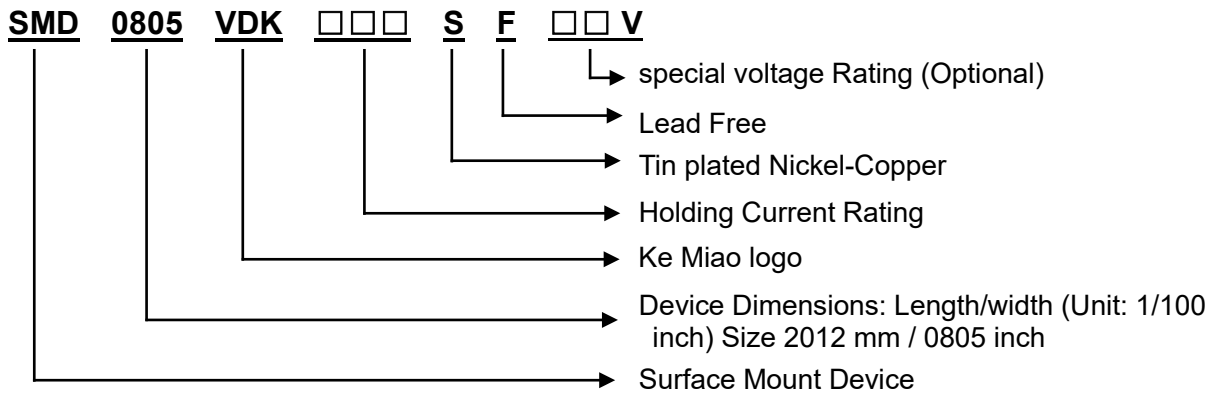 SMD 0805 VDK □□□ S F □□ V
special voltage Rating (Optional)
Lead Free
Tin plated Nickel-Copper
Holding Current Rating
Ke Miao logo
Device Dimensions: Length/width (Unit: 1/100
inch) Size 2012 mm / 0805 inch
Surface Mount Device